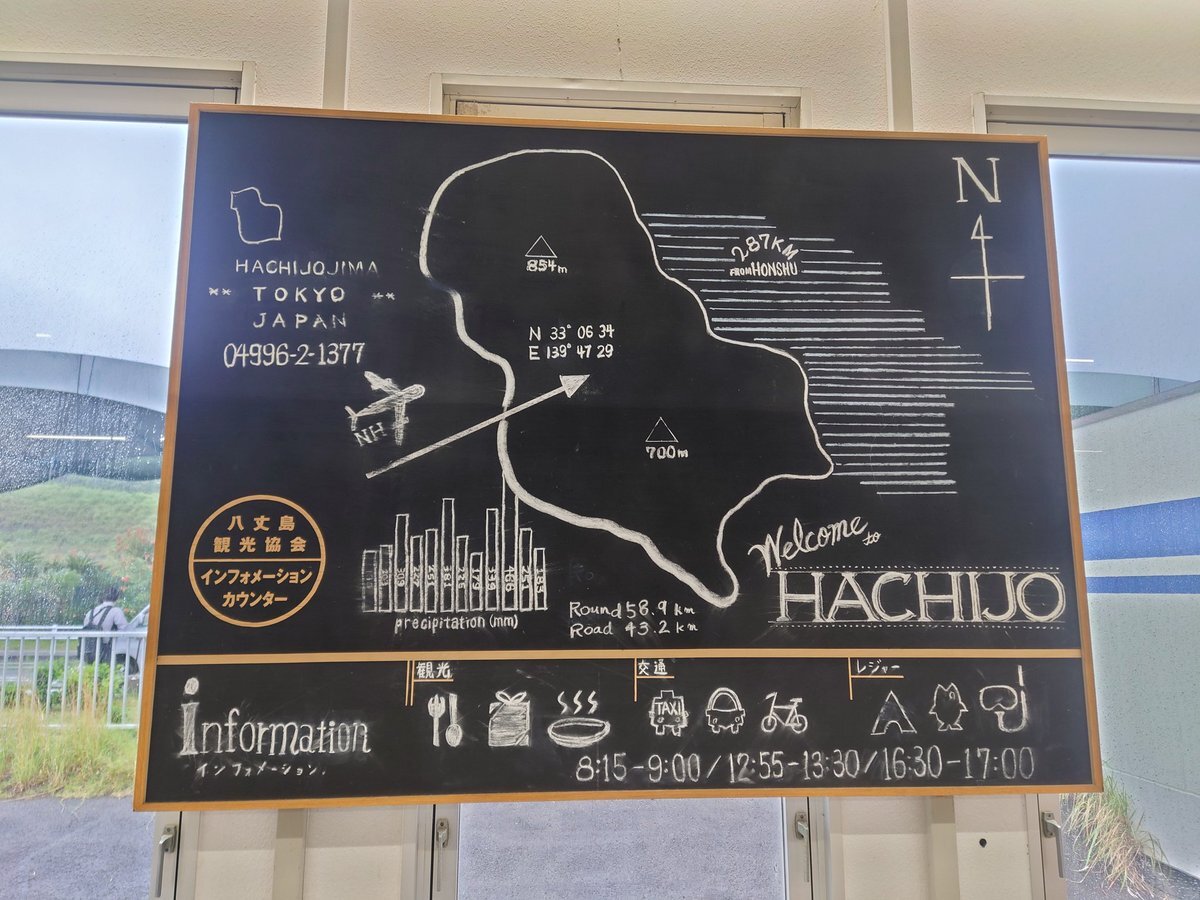 N
HACHIJOJIMA
** TOKYO **
JAPAN
04996-2-1377
NH
854m
287KM
FROM HONSHU
N 33° 06 34
E 139° 47 29
700m
八丈島
観光協会
インフォメーション
カウンター
precipitation (mm)
Round 58.9 km
Road 43.2 km
Welcome
to
HACHIJO
information
インフォメーション.
観光
交通
TAXI
レジャー
8:15-9:00/12:55-13:30/16:30-17:00